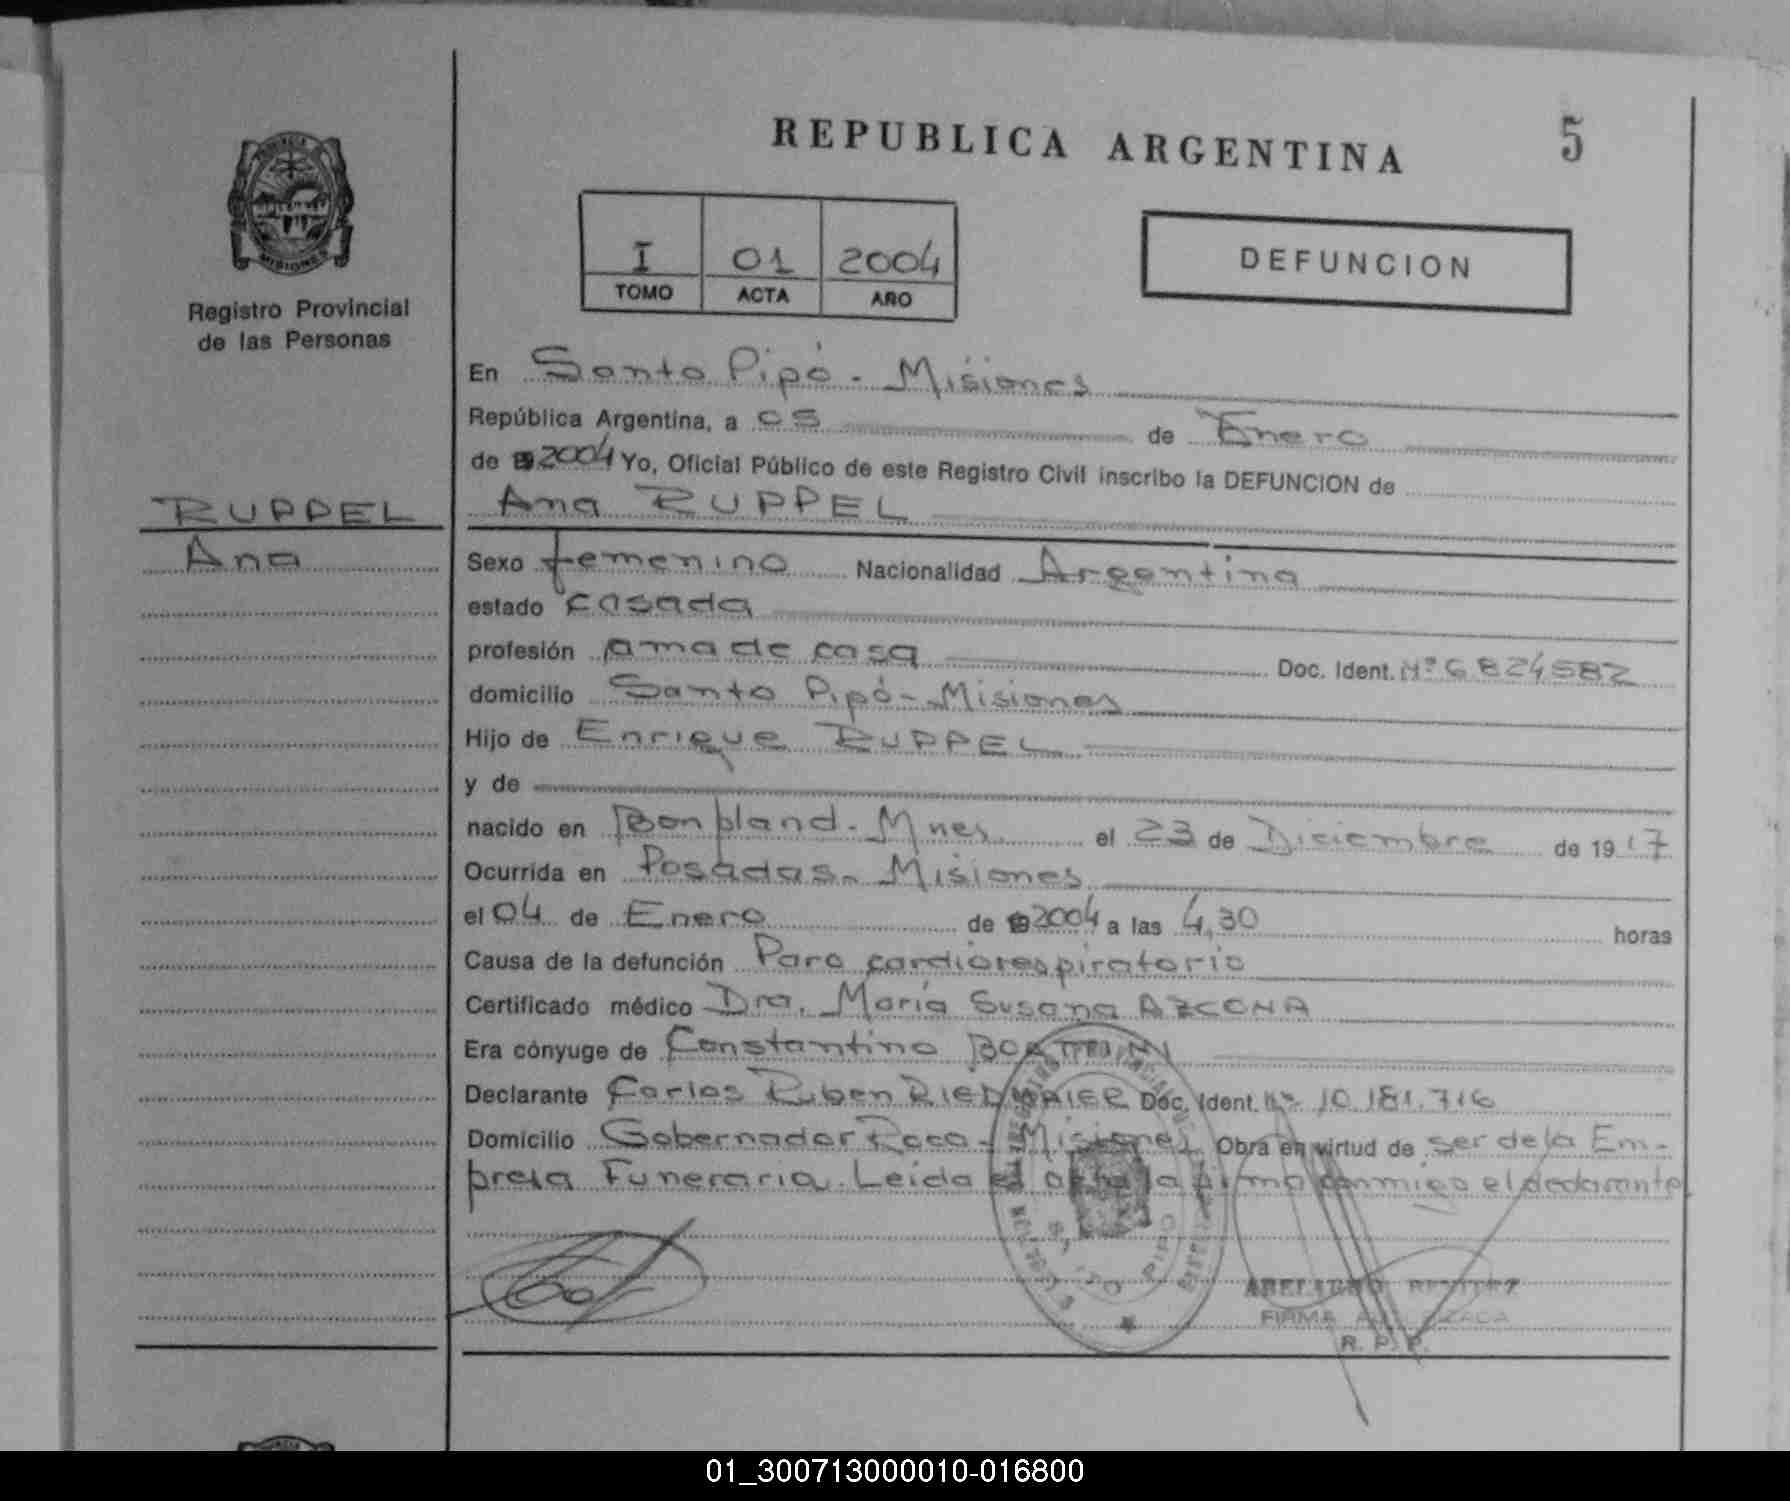 REPUBLICA ARGENTINA
5
PROVINCIA
MISIONES
Registro Provincial
de las Personas
I 01 2004
TOMO ACTA AÑO
DEFUNCION
En Santo Pipó - Misiones
República Argentina, a 05 de Enero
de 2004 Yo, Oficial Público de este Registro Civil inscribo la DEFUNCION de
RUPPEL
Ana
Ana RUPPEL
Sexo femenino Nacionalidad Argentina
estado casada
profesión ama de casa Doc. Ident. Nº 6824582
domicilio Santo Pipó - Misiones
Hijo de Enrique RUPPEL
y de
nacido en Bonpland - Mnes. el 23 de Diciembre de 1917
Ocurrida en Posadas - Misiones
el 04 de Enero de 2004 a las 4,30 horas
Causa de la defunción Paro cardiorespiratorio
Certificado médico Dra. María Susana AZCONA
Era cónyuge de Constantino
Declarante Carlos Ruben Doc. Ident. Nº 10.181.716
Domicilio Gobernador Roca - Misiones Obra en virtud de ser de la Em-
presa Funeraria. Leída el acta la firma conmigo el declarante
ABELARDO BENITEZ
FIRMA AUTORIZADA
R. P. P.
01_300713000010-016800